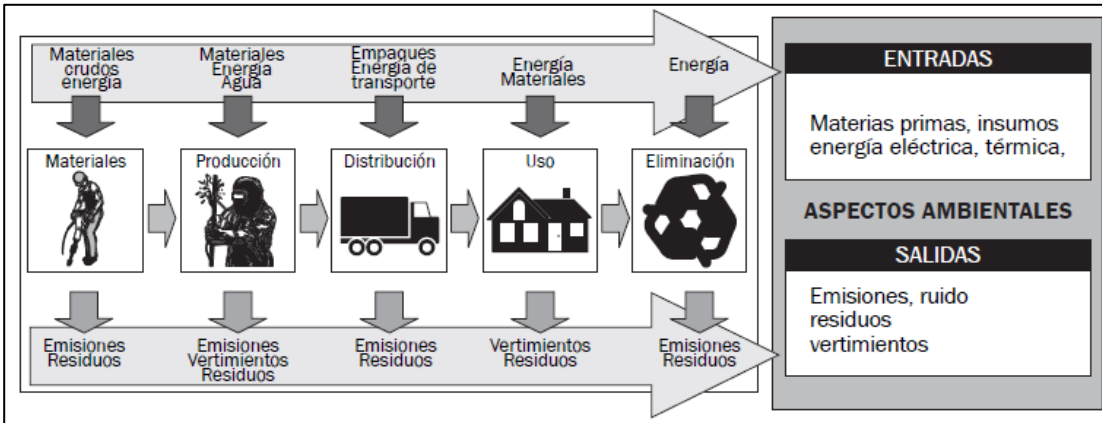 Materiales
crudos
energía
Materiales
Energía
Agua
Empaques
Energía de
transporte
Energía
Materiales
Energía
Materiales
Producción
Distribución
Uso
Eliminación
Emisiones
Residuos
Emisiones
Vertimientos
Residuos
Emisiones
Residuos
Vertimientos
Residuos
Emisiones
Residuos
ENTRADAS
Materias primas, insumos
energía eléctrica, térmica,
ASPECTOS AMBIENTALES
SALIDAS
Emisiones, ruido
residuos
vertimientos